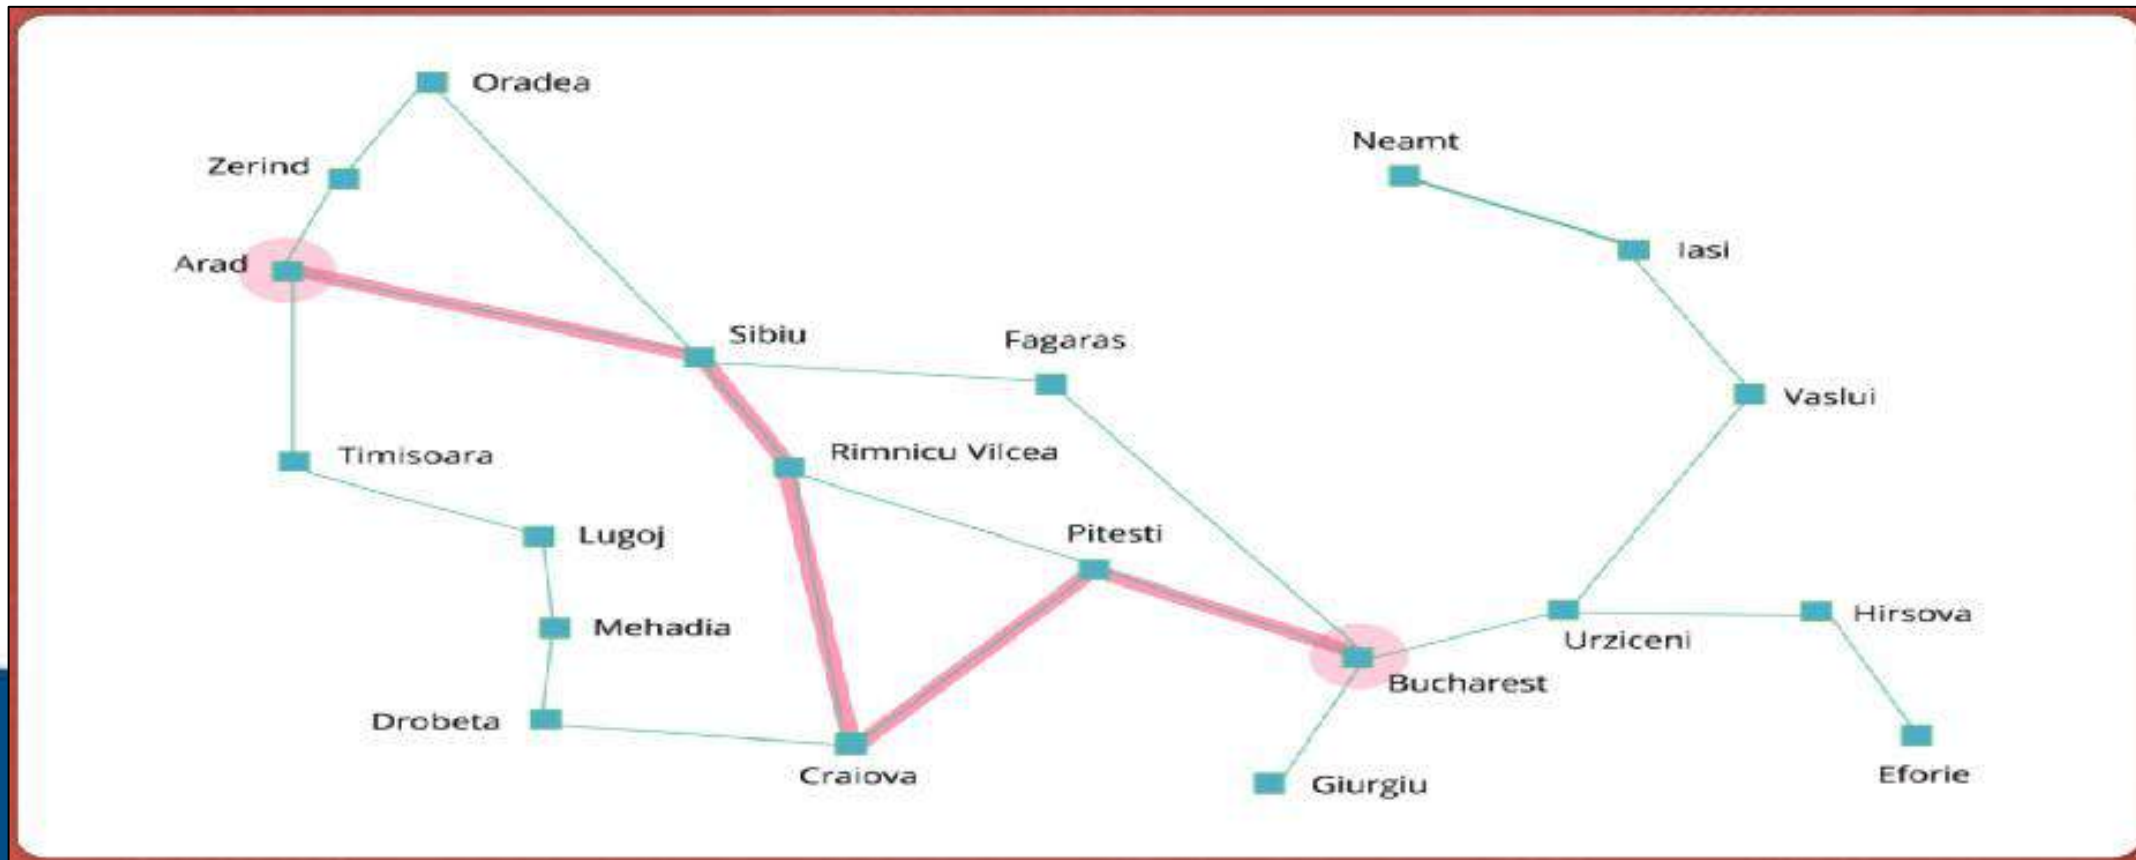 Oradea
Neamt
Zerind
Iasi
Arad
Sibiu
Fagaras
Vaslui
Timisoara
Rimnicu Vilcea
Lugoj
Pitesti
Mehadia
Hirsova
Urziceni
Bucharest
Drobeta
Craiova
Giurgiu
Eforie